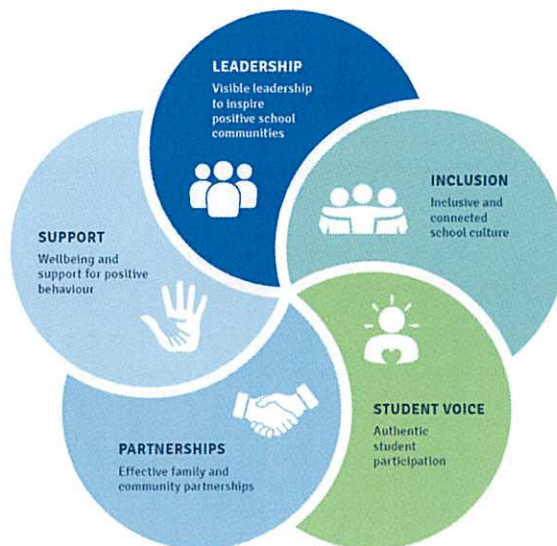 LEADERSHIP
Visible leadership
to inspire
positive school
communities
INCLUSION
Inclusive and
connected
school culture
STUDENT VOICE
Authentic
student
participation
PARTNERSHIPS
Effective family and
community partnerships
SUPPORT
Wellbeing and
support for positive
behaviour